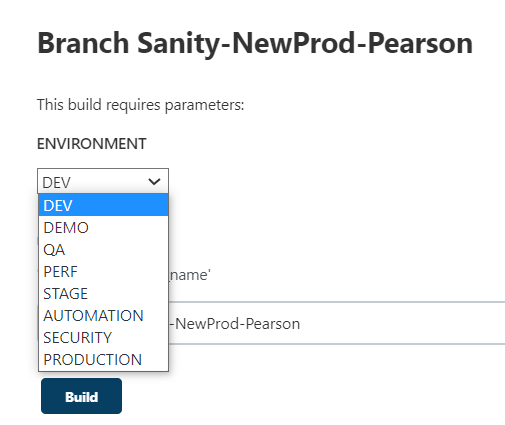 Branch Sanity-NewProd-Pearson
This build requires parameters:
ENVIRONMENT
DEV
DEV
DEMO
QA
PERF
_name'
STAGE
AUTOMATION
-NewProd-Pearson
SECURITY
PRODUCTION
Build